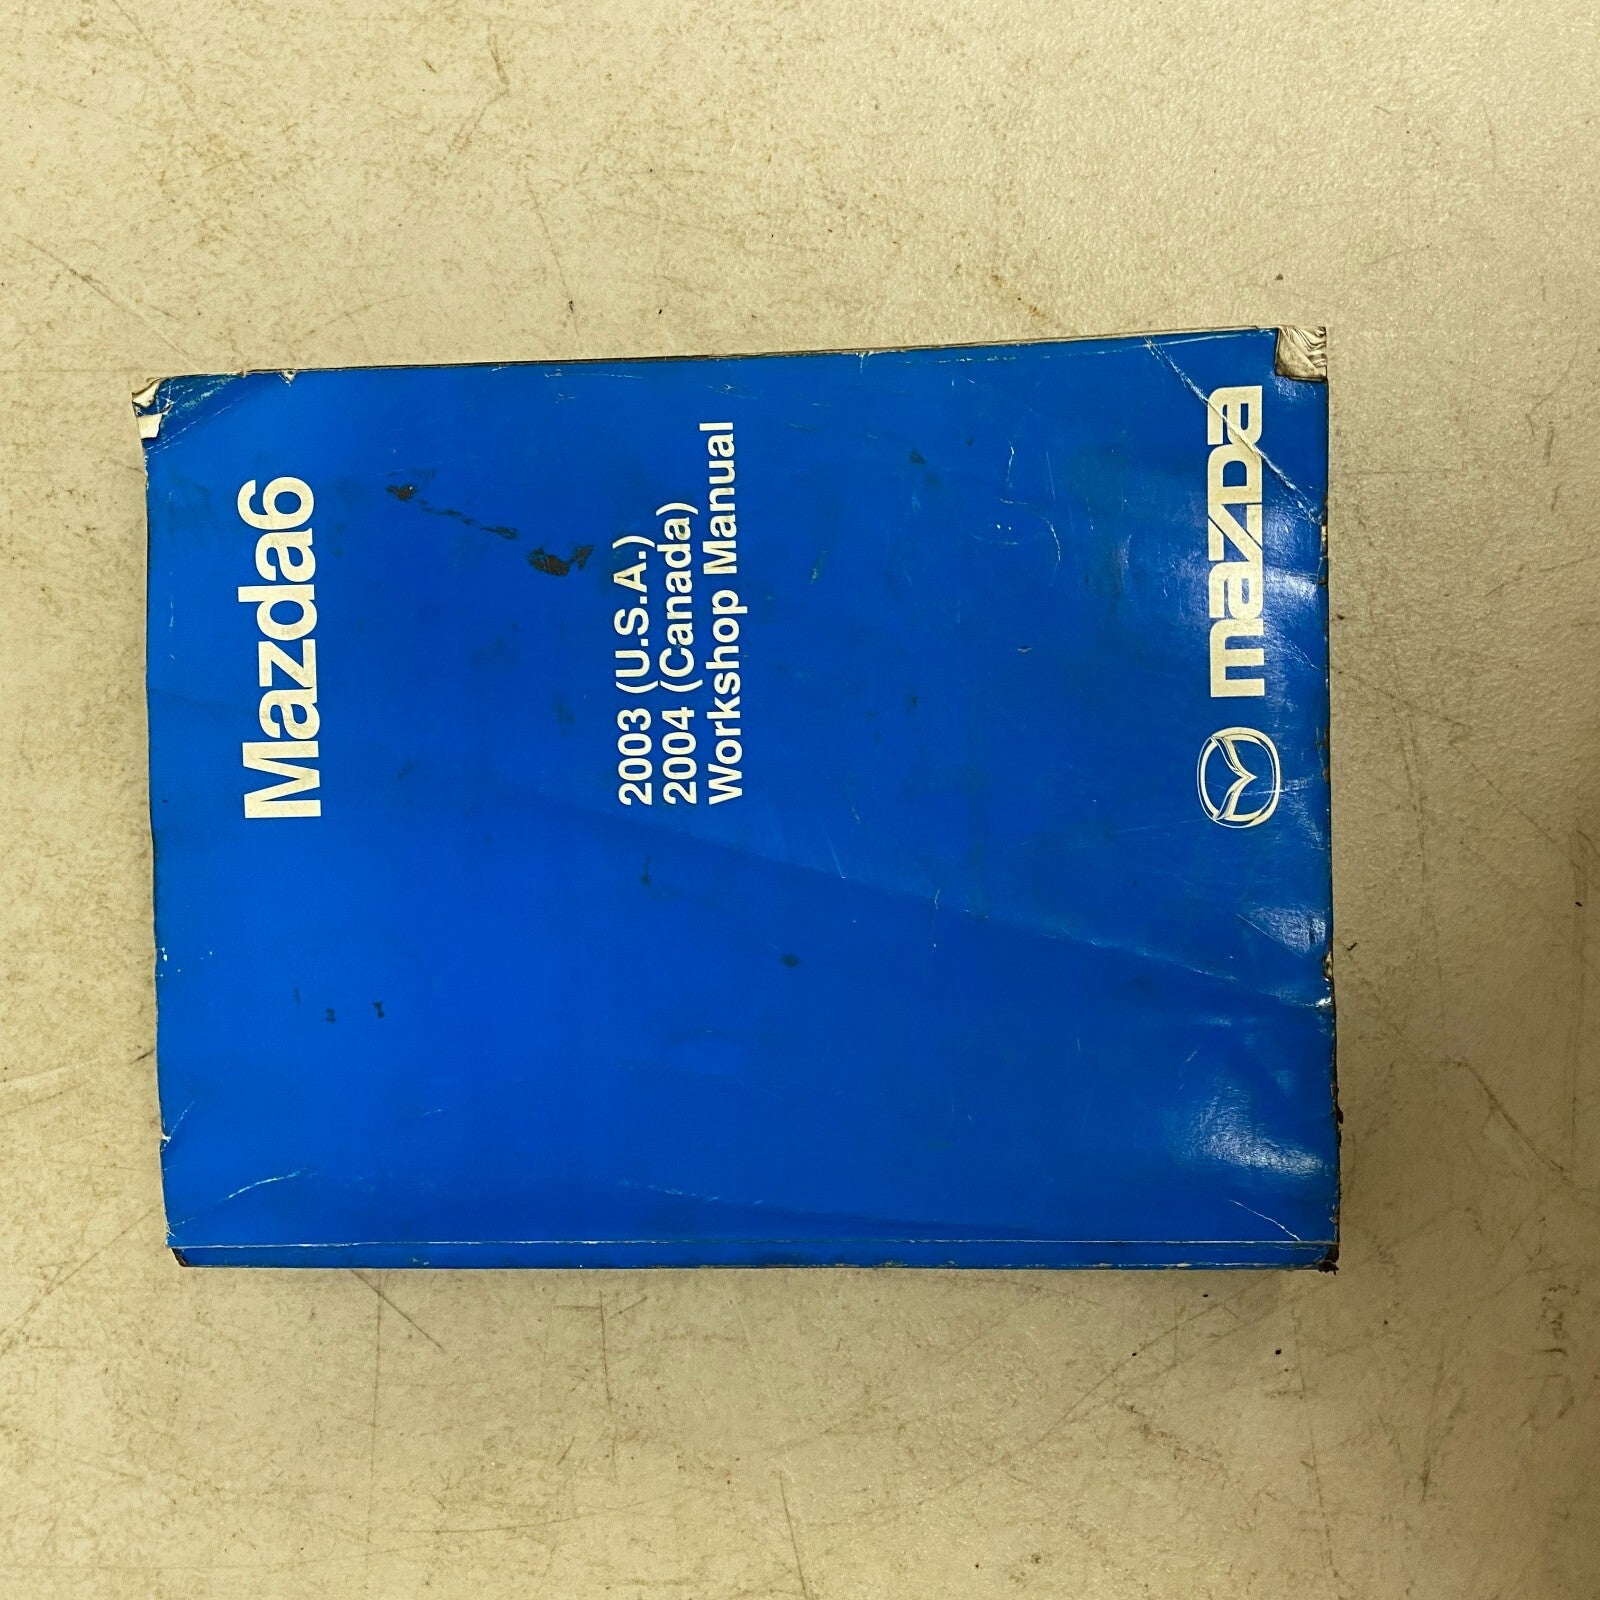 Mazda6
2003 (U.S.A.)
2004 (Canada)
Workshop Manual
mazda